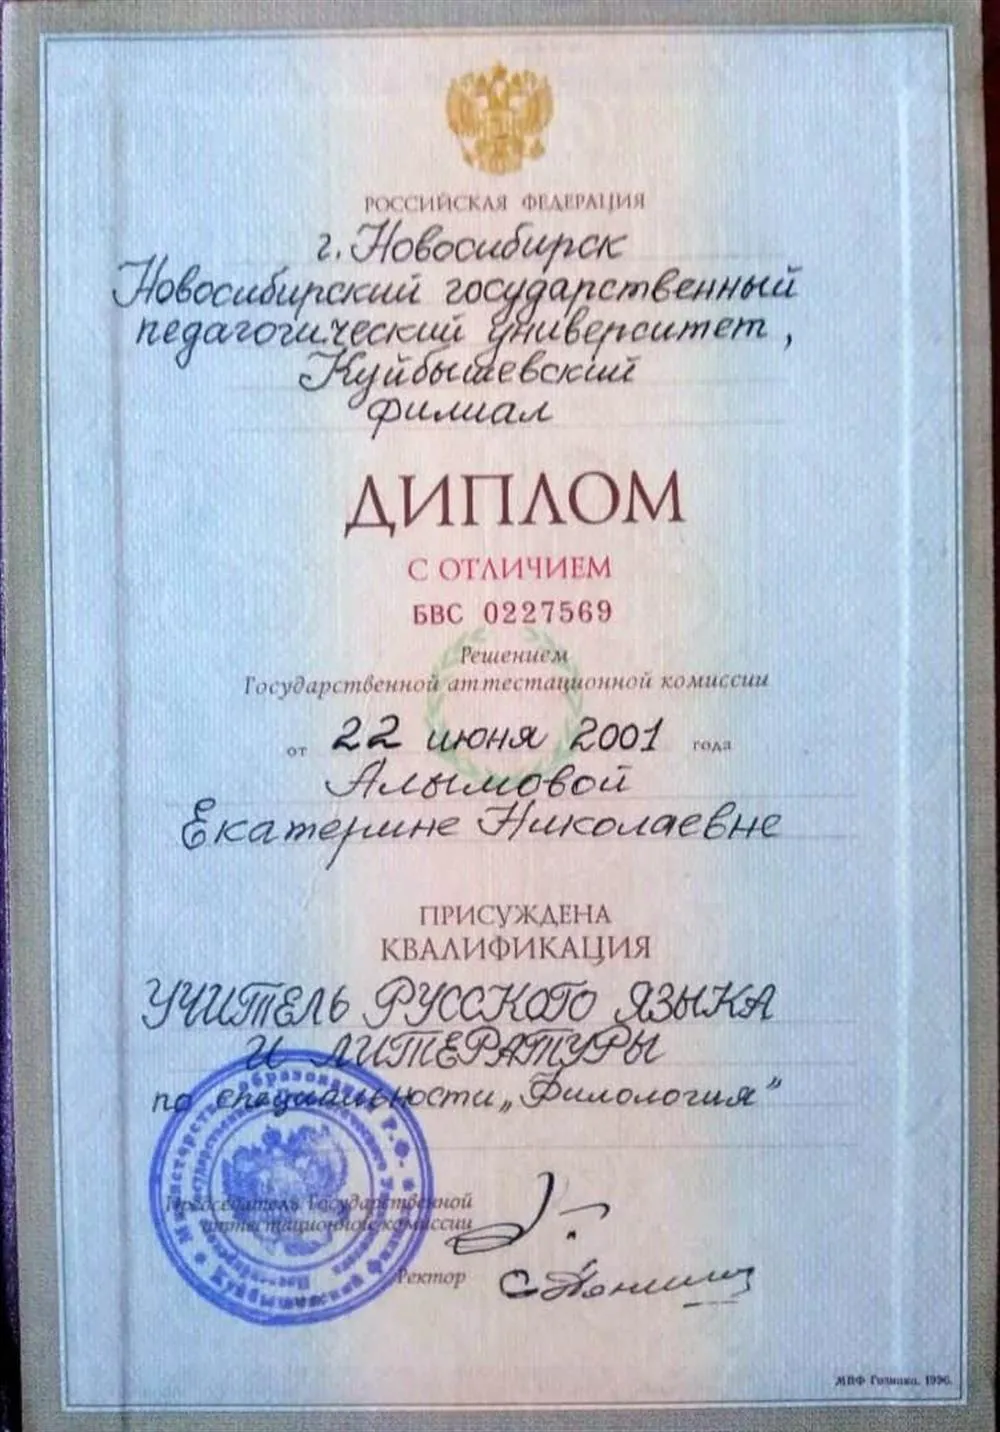 РОССИЙСКАЯ ФЕДЕРАЦИЯ
г. Новосибирск
Новосибирский государственный
педагогический университет,
Куйбышевский
филиал
ДИПЛОМ
С ОТЛИЧИЕМ
БВС 0227569
Решением
Государственной аттестационной комиссии
от 22 июня 2001 года
Алымовой
Екатерине Николаевне
ПРИСУЖДЕНА
КВАЛИФИКАЦИЯ
УЧИТЕЛЬ РУССКОГО ЯЗЫКА
И ЛИТЕРАТУРЫ
по специальности „Филология”
Председатель Государственной
аттестационной комиссии
Ректор
МПФ Гознака. 1996.